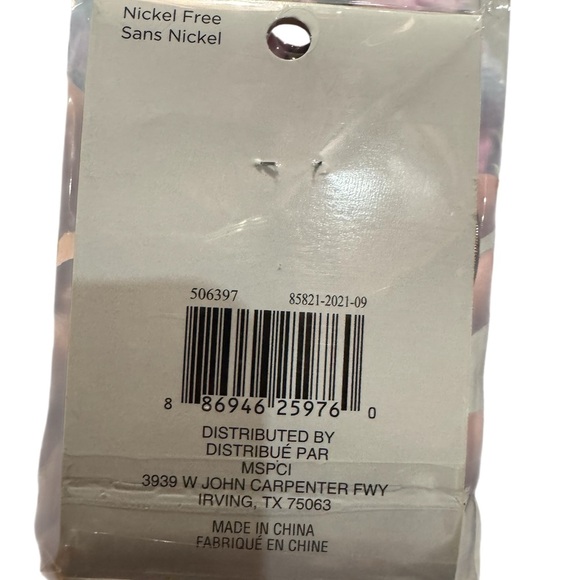 Nickel Free
Sans Nickel
506397 85821-2021-09
8 86946 25976 0
DISTRIBUTED BY
DISTRIBUÉ PAR
MSPCI
3939 W JOHN CARPENTER FWY
IRVING, TX 75063
MADE IN CHINA
FABRIQUÉ EN CHINE